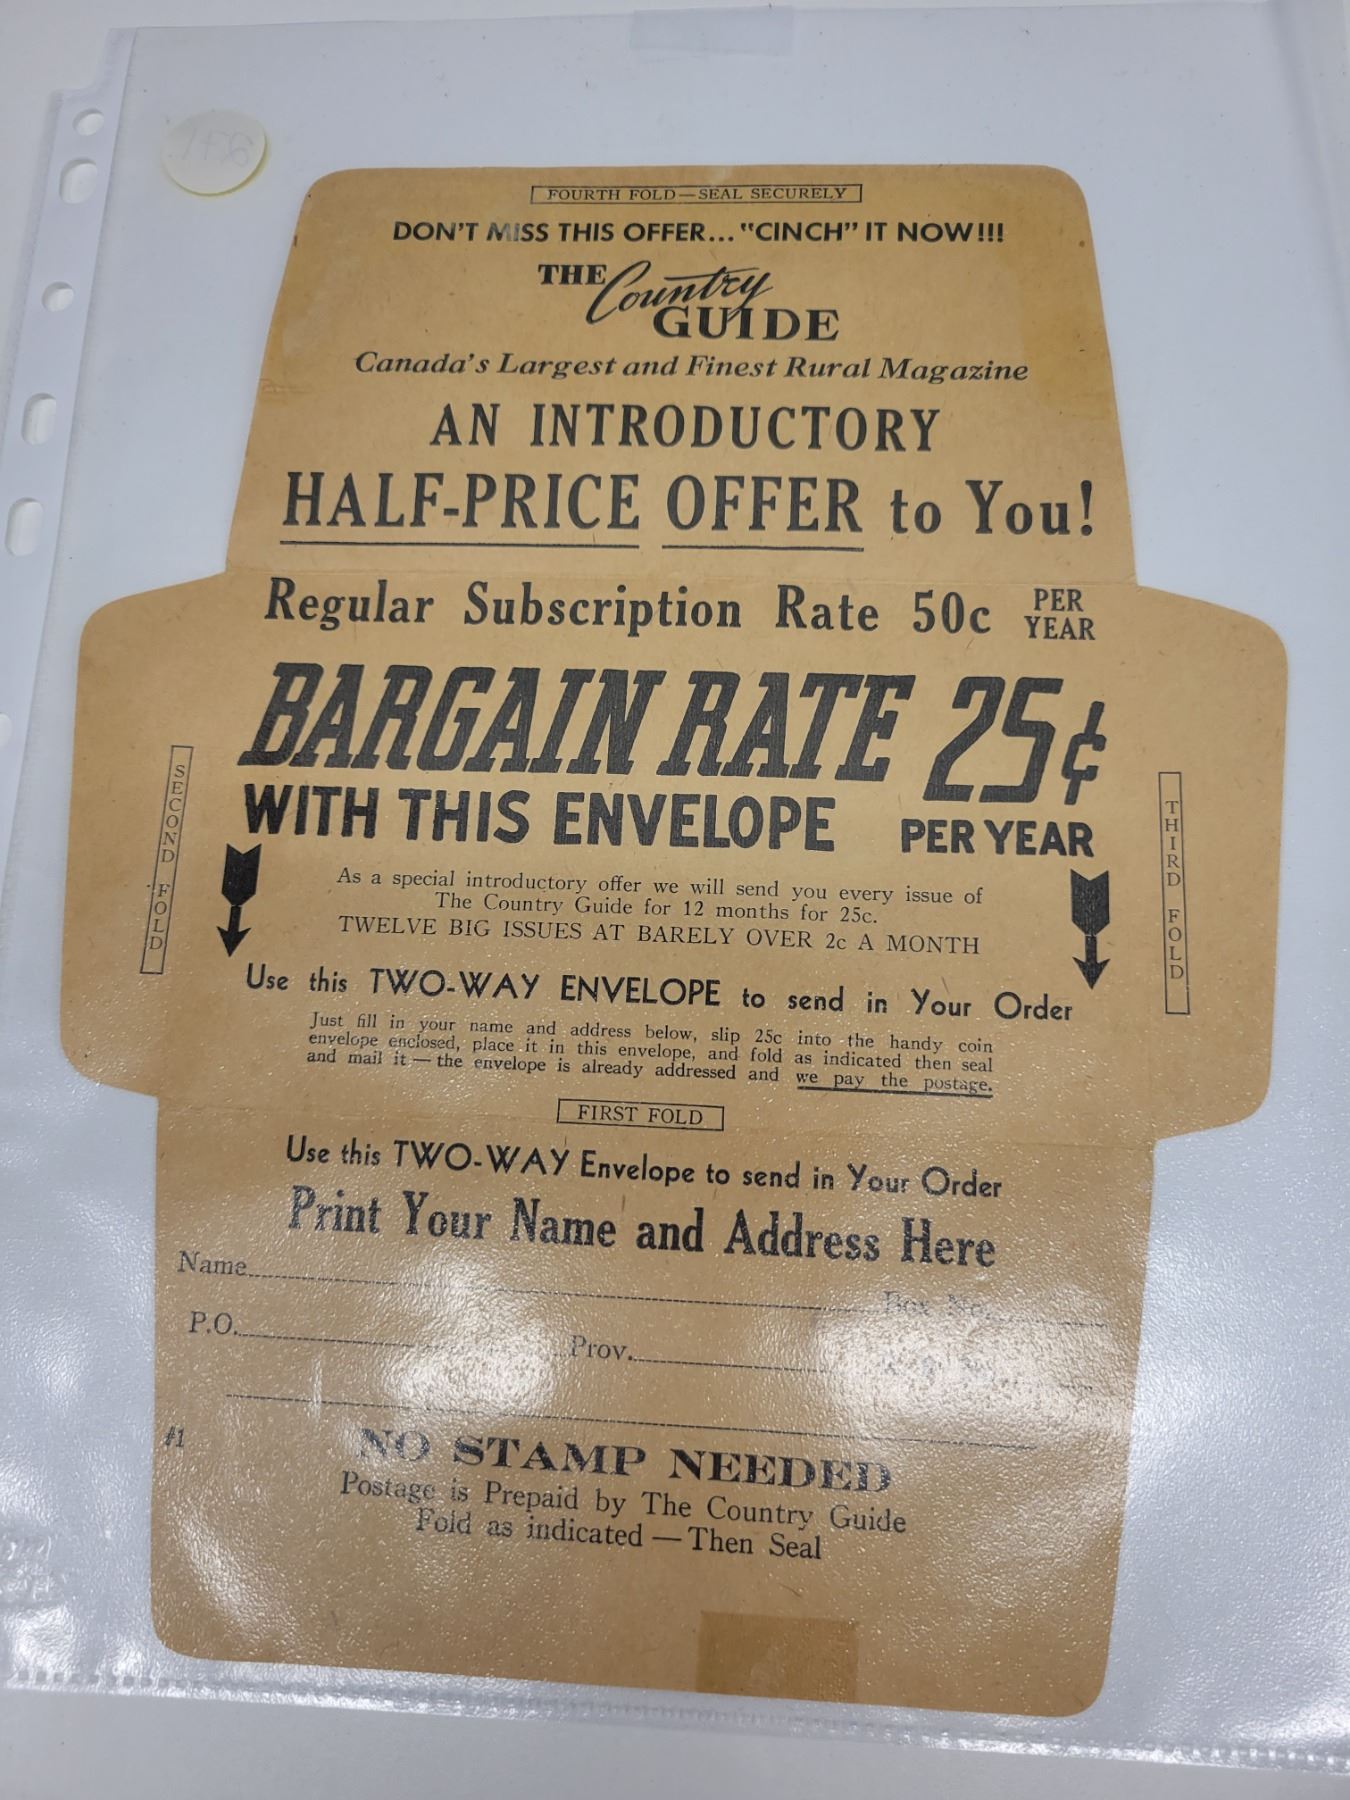 FOURTH FOLD—SEAL SECURELY
DON'T MISS THIS OFFER... "CINCH" IT NOW!!!
THE Country
GUIDE
Canada's Largest and Finest Rural Magazine
AN INTRODUCTORY
HALF-PRICE OFFER to You!
Regular Subscription Rate 50c PER YEAR
BARGAIN RATE 25¢
WITH THIS ENVELOPE PER YEAR
SECOND FOLD
THIRD FOLD
As a special introductory offer we will send you every issue of
The Country Guide for 12 months for 25c.
TWELVE BIG ISSUES AT BARELY OVER 2c A MONTH
Use this TWO-WAY ENVELOPE to send in Your Order
Just fill in your name and address below, slip 25c into the handy coin
envelope enclosed, place it in this envelope, and fold as indicated then seal
and mail it—the envelope is already addressed and we pay the postage.
FIRST FOLD
Use this TWO-WAY Envelope to send in Your Order
Print Your Name and Address Here
Name Box No.
P.O. Prov.
#1
NO STAMP NEEDED
Postage is Prepaid by The Country Guide
Fold as indicated—Then Seal